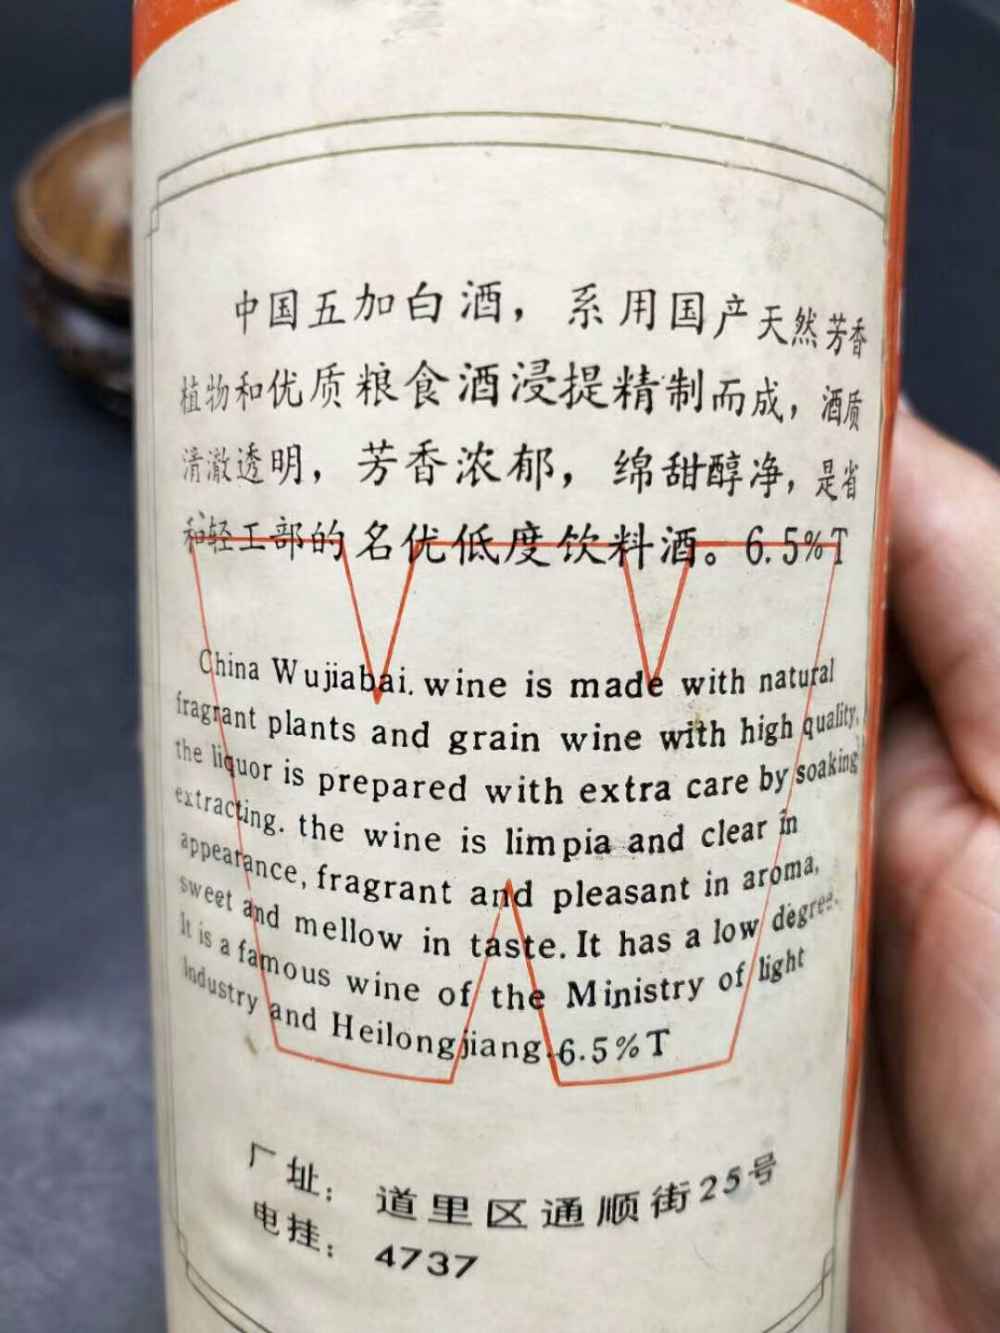 中国五加白酒，系用国产天然芳香
植物和优质粮食酒浸提精制而成，酒质
清澈透明，芳香浓郁，绵甜醇净，是省
和轻工部的名优低度饮料酒。6.5%T
China Wujiabai. wine is made with natural
fragrant plants and grain wine with high quality.
the liquor is prepared with extra care by soaking
extracting. the wine is limpia and clear in
appearance, fragrant and pleasant in aroma,
sweet and mellow in taste. It has a low degree.
It is a famous wine of the Ministry of light
Industry and Heilongjiang. 6.5%T
厂址：道里区通顺街25号
电挂：4737